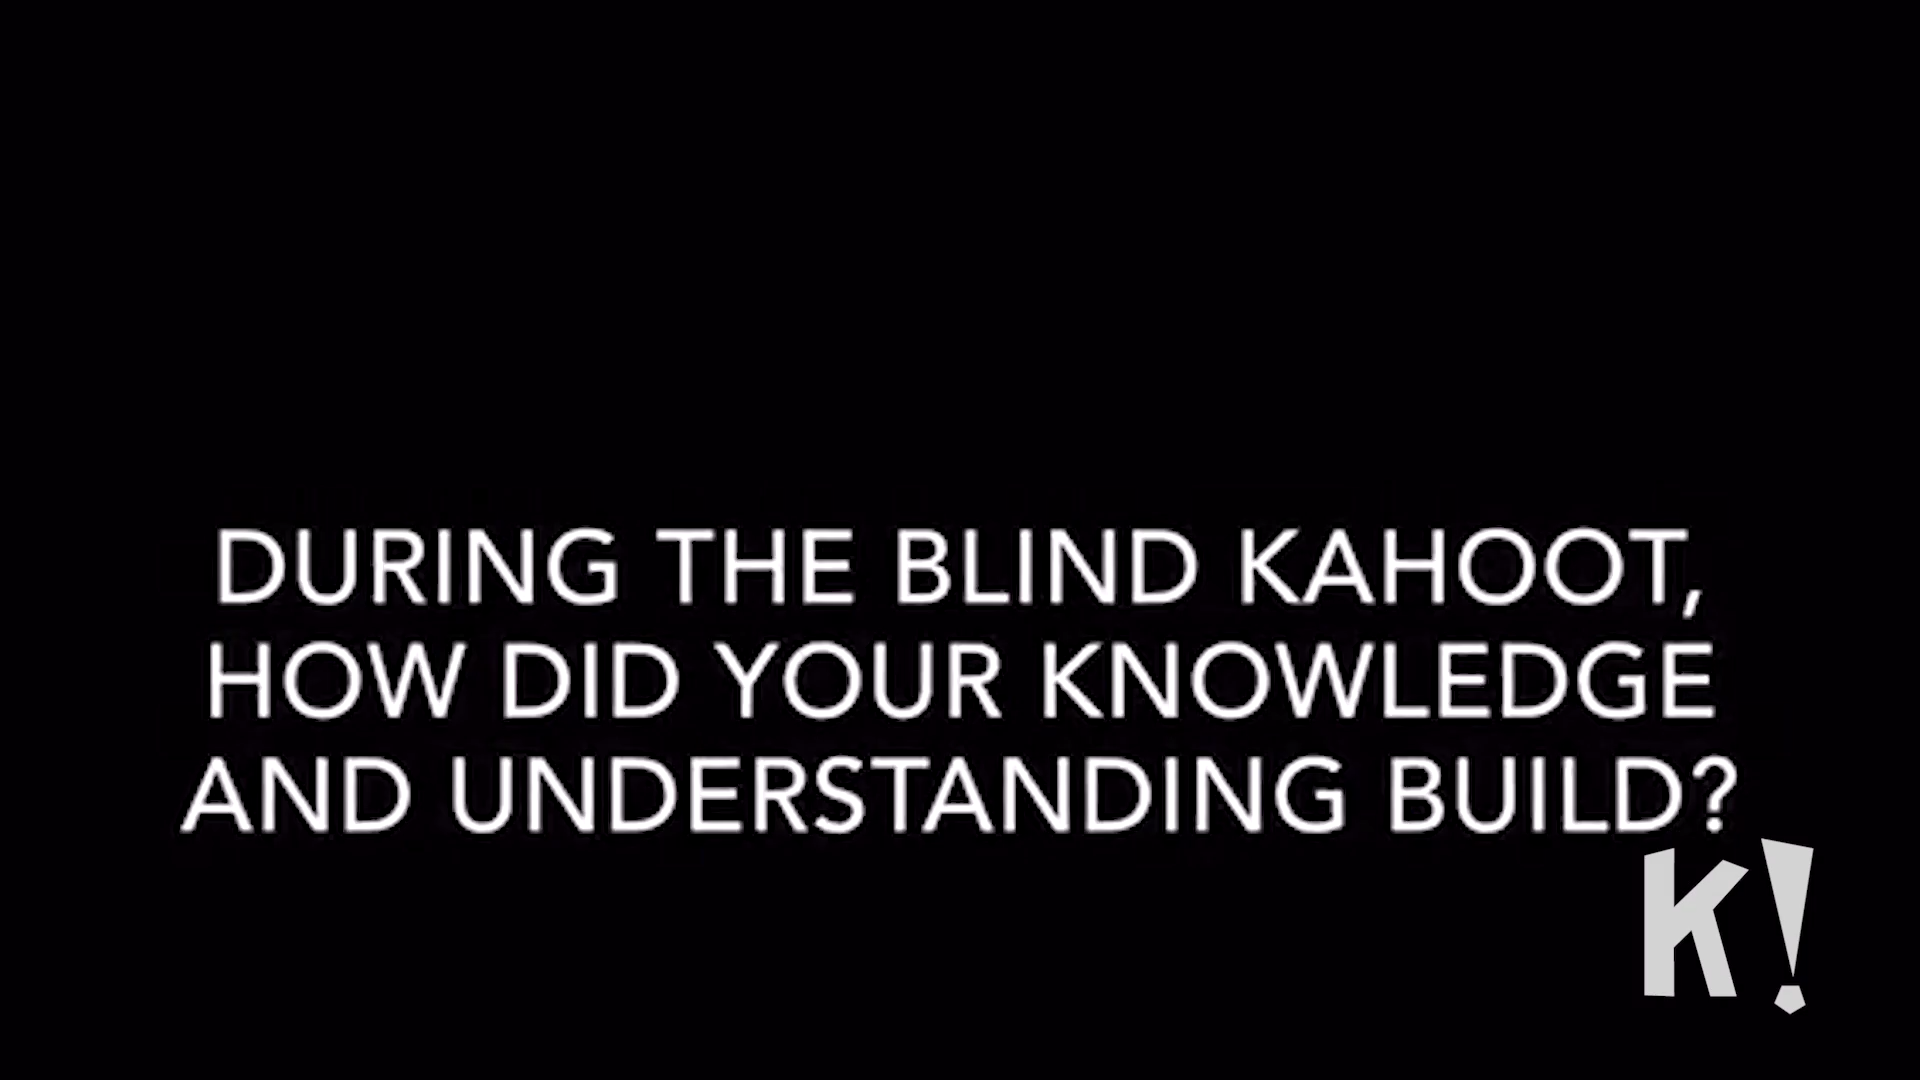 DURING THE BLIND KAHOOT,
HOW DID YOUR KNOWLEDGE
AND UNDERSTANDING BUILD?
K!